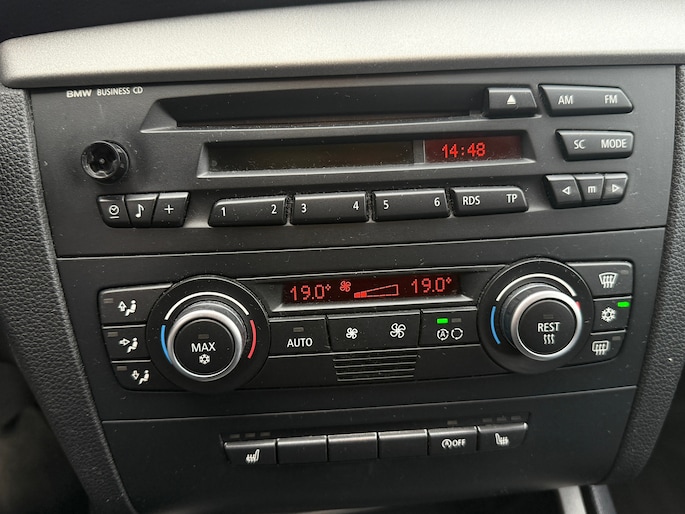 BMW BUSINESS CD
AM FM
14:48
SC MODE
1 2 3 4 5 6 RDS TP
m
19.0° 19.0°
MAX
AUTO
A
REST
A OFF